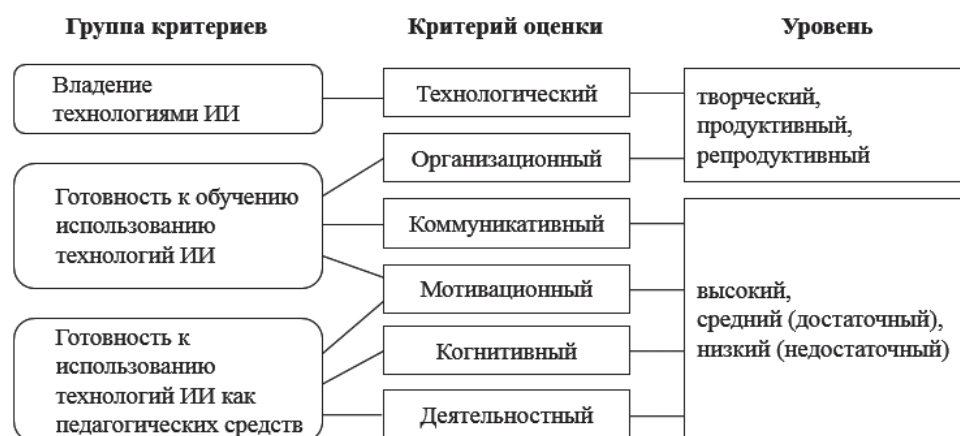 Группа критериев
Критерий оценки
Уровень
Владение
технологиями ИИ
Готовность к обучению
использованию
технологий ИИ
Готовность к
использованию
технологий ИИ как
педагогических средств
Технологический
Организационный
Коммуникативный
Мотивационный
Когнитивный
Деятельностный
творческий,
продуктивный,
репродуктивный
высокий,
средний (достаточный),
низкий (недостаточный)